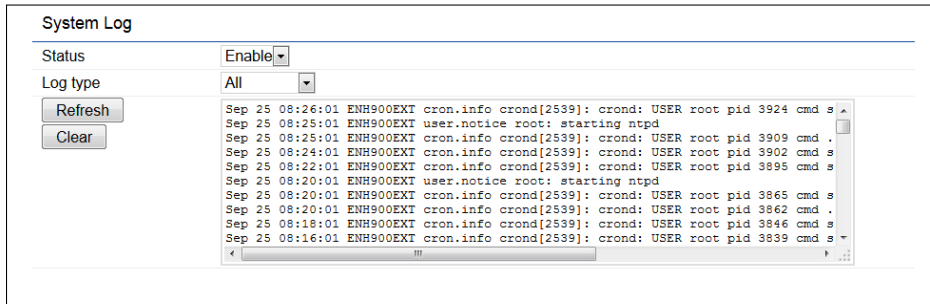 System Log
Status Enable
Log type All
Refresh
Clear
Sep 25 08:26:01 ENH900EXT cron.info crond[2539]: crond: USER root pid 3924 cmd s
Sep 25 08:25:01 ENH900EXT user.notice root: starting ntpd
Sep 25 08:25:01 ENH900EXT cron.info crond[2539]: crond: USER root pid 3909 cmd .
Sep 25 08:24:01 ENH900EXT cron.info crond[2539]: crond: USER root pid 3902 cmd s
Sep 25 08:22:01 ENH900EXT cron.info crond[2539]: crond: USER root pid 3895 cmd s
Sep 25 08:20:01 ENH900EXT user.notice root: starting ntpd
Sep 25 08:20:01 ENH900EXT cron.info crond[2539]: crond: USER root pid 3865 cmd s
Sep 25 08:20:01 ENH900EXT cron.info crond[2539]: crond: USER root pid 3862 cmd .
Sep 25 08:18:01 ENH900EXT cron.info crond[2539]: crond: USER root pid 3846 cmd s
Sep 25 08:16:01 ENH900EXT cron.info crond[2539]: crond: USER root pid 3839 cmd s